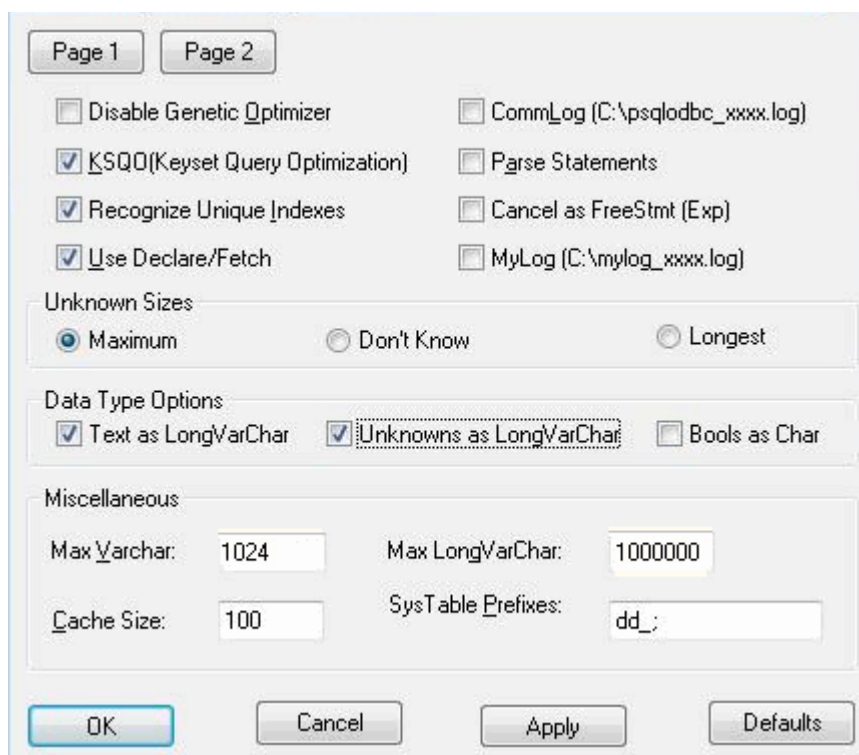 Page 1 Page 2
Disable Genetic Optimizer CommLog (C:\psqlodbc_xxxx.log)
KSQO(Keyset Query Optimization) Parse Statements
Recognize Unique Indexes Cancel as FreeStmt (Exp)
Use Declare/Fetch MyLog (C:\mylog_xxxx.log)
Unknown Sizes
Maximum Don't Know Longest
Data Type Options
Text as LongVarChar Unknowns as LongVarChar Bools as Char
Miscellaneous
Max Varchar: 1024 Max LongVarChar: 1000000
Cache Size: 100 SysTable Prefixes: dd_;
OK Cancel Apply Defaults